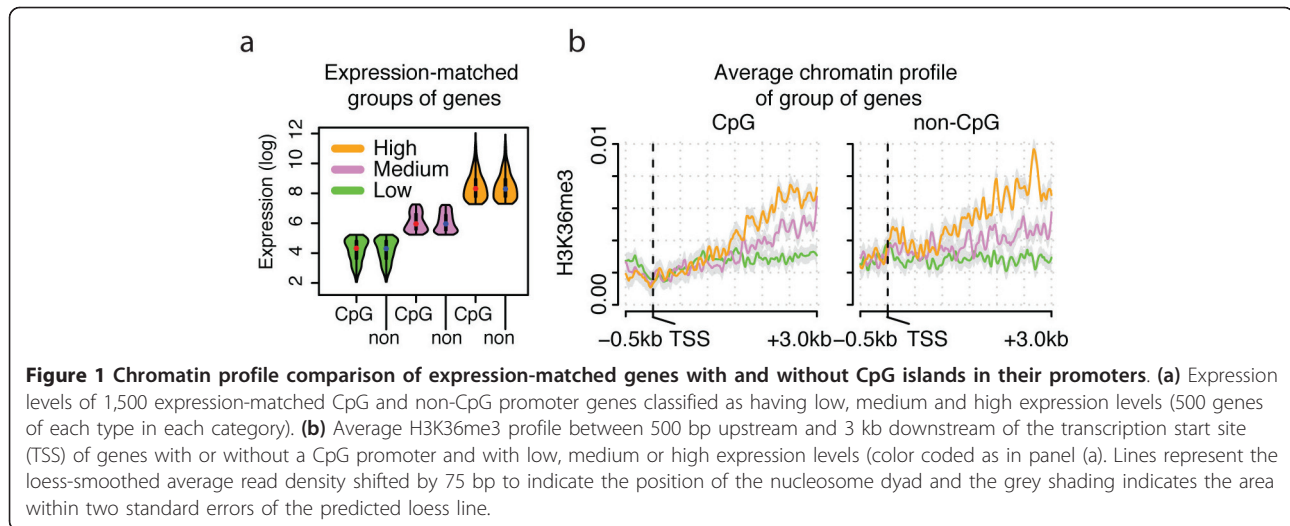 a
Expression-matched
groups of genes
Expression (log)
12
10
8
6
4
2
High
Medium
Low
CpG
non
CpG
non
CpG
non
b
Average chromatin profile
of group of genes
CpG
non-CpG
H3K36me3
0.01
0.00
−0.5kb TSS +3.0kb
−0.5kb TSS +3.0kb
Figure 1 Chromatin profile comparison of expression-matched genes with and without CpG islands in their promoters. (a) Expression
levels of 1,500 expression-matched CpG and non-CpG promoter genes classified as having low, medium and high expression levels (500 genes
of each type in each category). (b) Average H3K36me3 profile between 500 bp upstream and 3 kb downstream of the transcription start site
(TSS) of genes with or without a CpG promoter and with low, medium or high expression levels (color coded as in panel (a). Lines represent the
loess-smoothed average read density shifted by 75 bp to indicate the position of the nucleosome dyad and the grey shading indicates the area
within two standard errors of the predicted loess line.